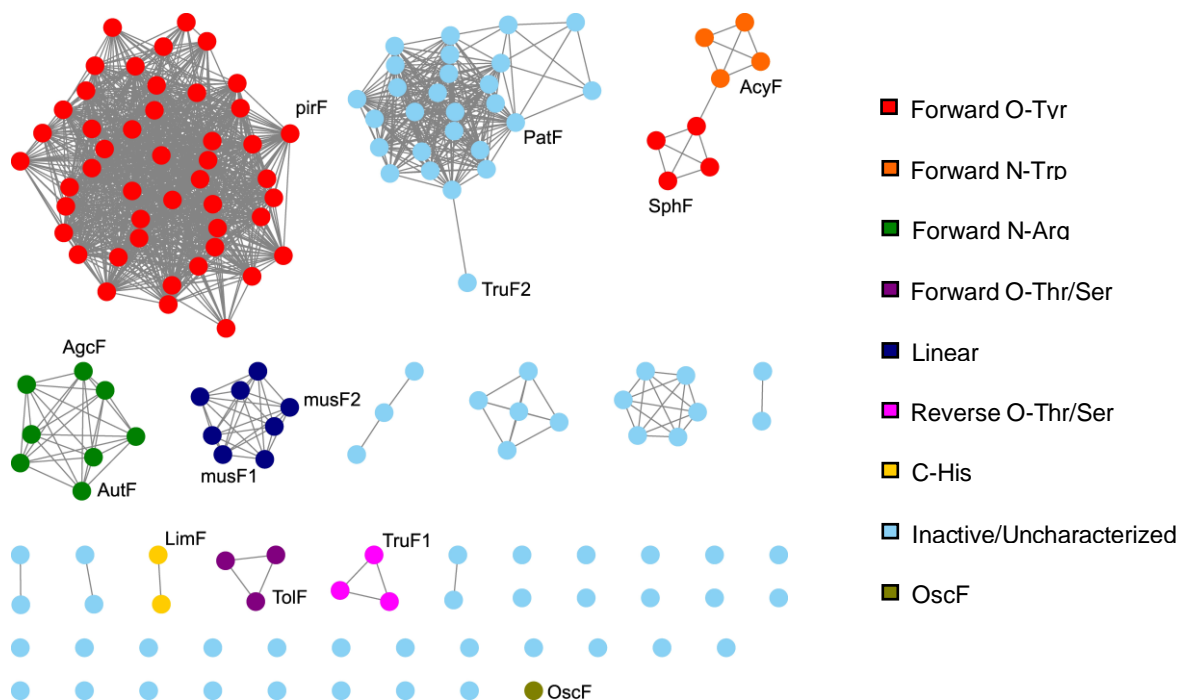 pirF
PatF
TruF2
AcyF
SphF
AgcF
AutF
musF2
musF1
LimF
TolF
TruF1
OscF
Forward O-Tyr
Forward N-Trp
Forward N-Arg
Forward O-Thr/Ser
Linear
Reverse O-Thr/Ser
C-His
Inactive/Uncharacterized
OscF